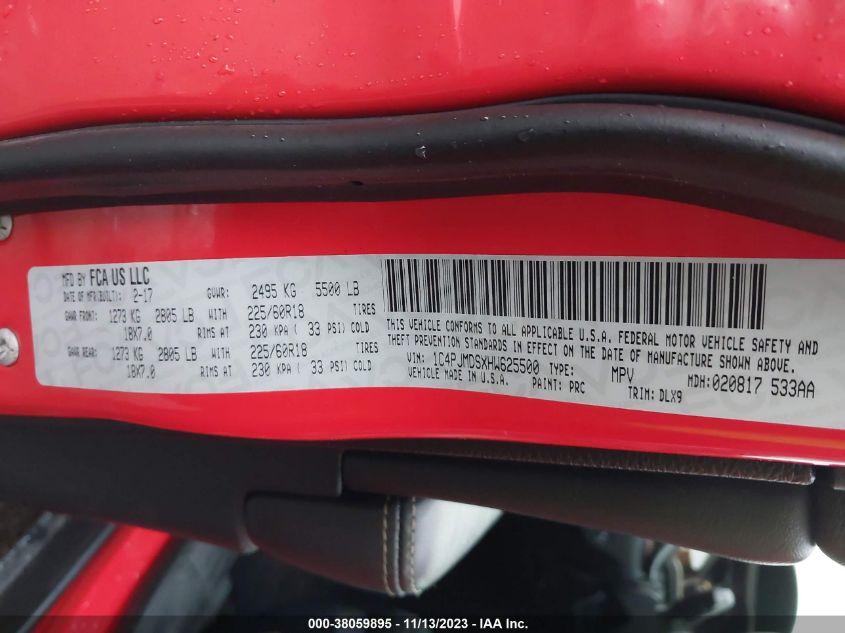 MFD BY FCA US LLC
DATE OF MFR(BUILT): 2-17 GVWR: 2495 KG 5500 LB
GAWR FRONT: 1273 KG 2805 LB WITH 225/60R18 TIRES
18X7.0 RIMS AT 230 KPA ( 33 PSI) COLD
GAWR REAR: 1273 KG 2805 LB WITH 225/60R18 TIRES
18X7.0 RIMS AT 230 KPA ( 33 PSI) COLD
THIS VEHICLE CONFORMS TO ALL APPLICABLE U.S.A. FEDERAL MOTOR VEHICLE SAFETY AND
THEFT PREVENTION STANDARDS IN EFFECT ON THE DATE OF MANUFACTURE SHOWN ABOVE.
VIN: 1C4PJMDSXHW625500 TYPE: MPV MDH:020817 533AA
VEHICLE MADE IN U.S.A. PAINT: PRC TRIM: DLX9
000-38059895 - 11/13/2023 - IAA Inc.